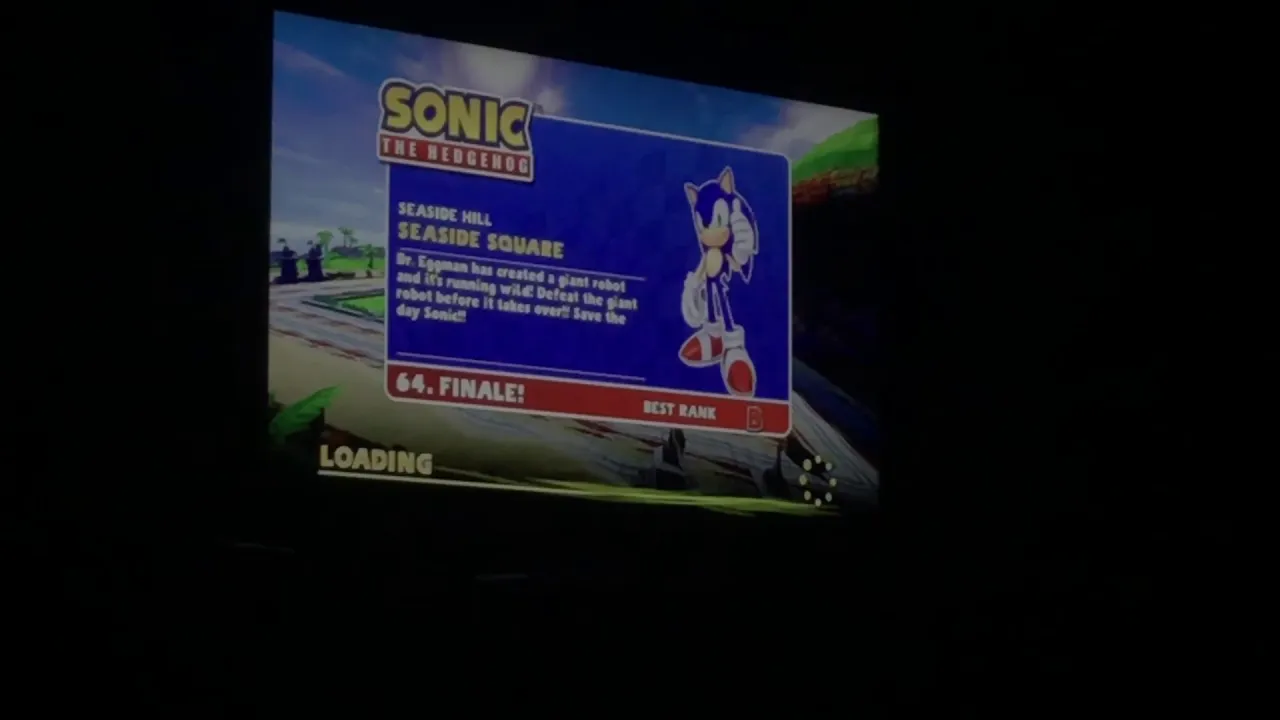 SONIC
THE HEDGEHOG
SEASIDE HILL
SEASIDE SQUARE
Dr. Eggman has created a giant robot
and it's running wild! Defeat the giant
robot before it takes over!! Save the
day Sonic!!
64. FINALE!
BEST RANK B
LOADING